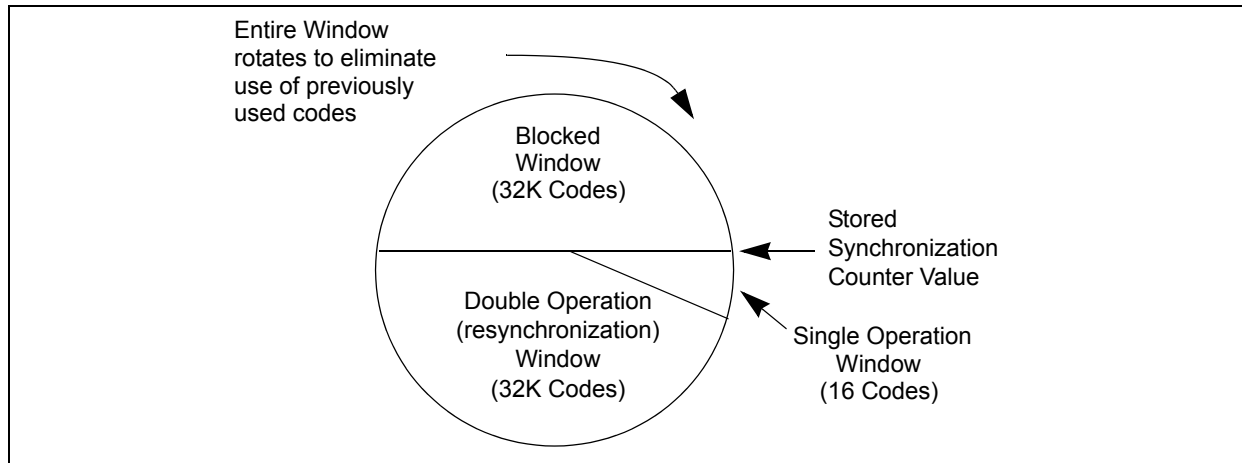 Entire Window
rotates to eliminate
use of previously
used codes
Blocked
Window
(32K Codes)
Stored
Synchronization
Counter Value
Double Operation
(resynchronization)
Window
(32K Codes)
Single Operation
Window
(16 Codes)